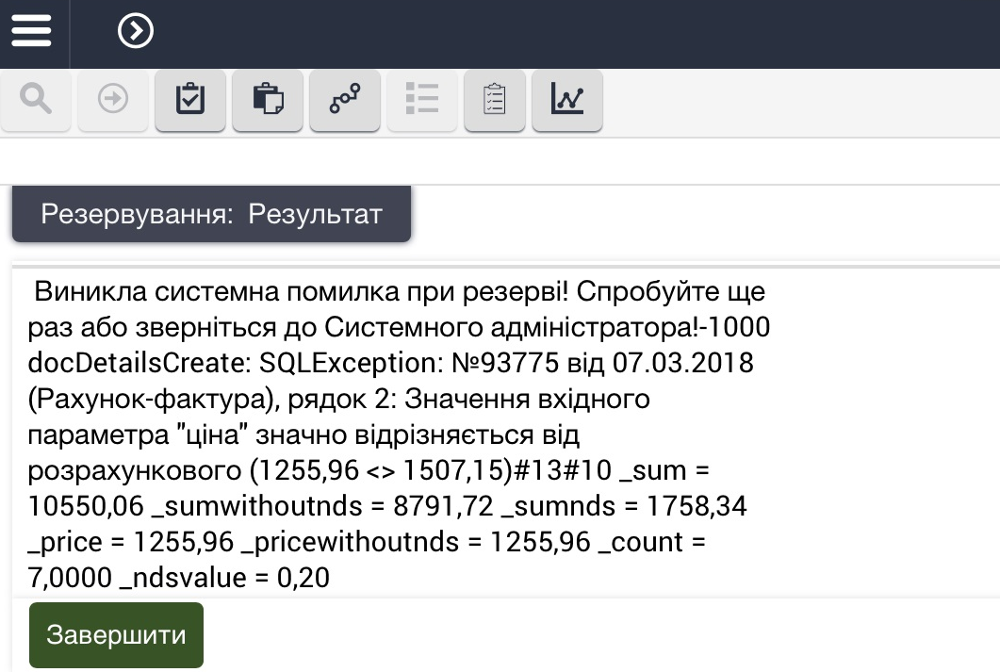 Резервування:  Результат
Виникла системна помилка при резерві! Спробуйте ще
раз або зверніться до Системного адміністратора!-1000
docDetailsCreate: SQLException: №93775 від 07.03.2018
(Рахунок-фактура), рядок 2: Значення вхідного
параметра "ціна" значно відрізняється від
розрахункового (1255,96 <> 1507,15)#13#10 _sum =
10550,06 _sumwithoutnds = 8791,72 _sumnds = 1758,34
_price = 1255,96 _pricewithoutnds = 1255,96 _count =
7,0000 _ndsvalue = 0,20
Завершити